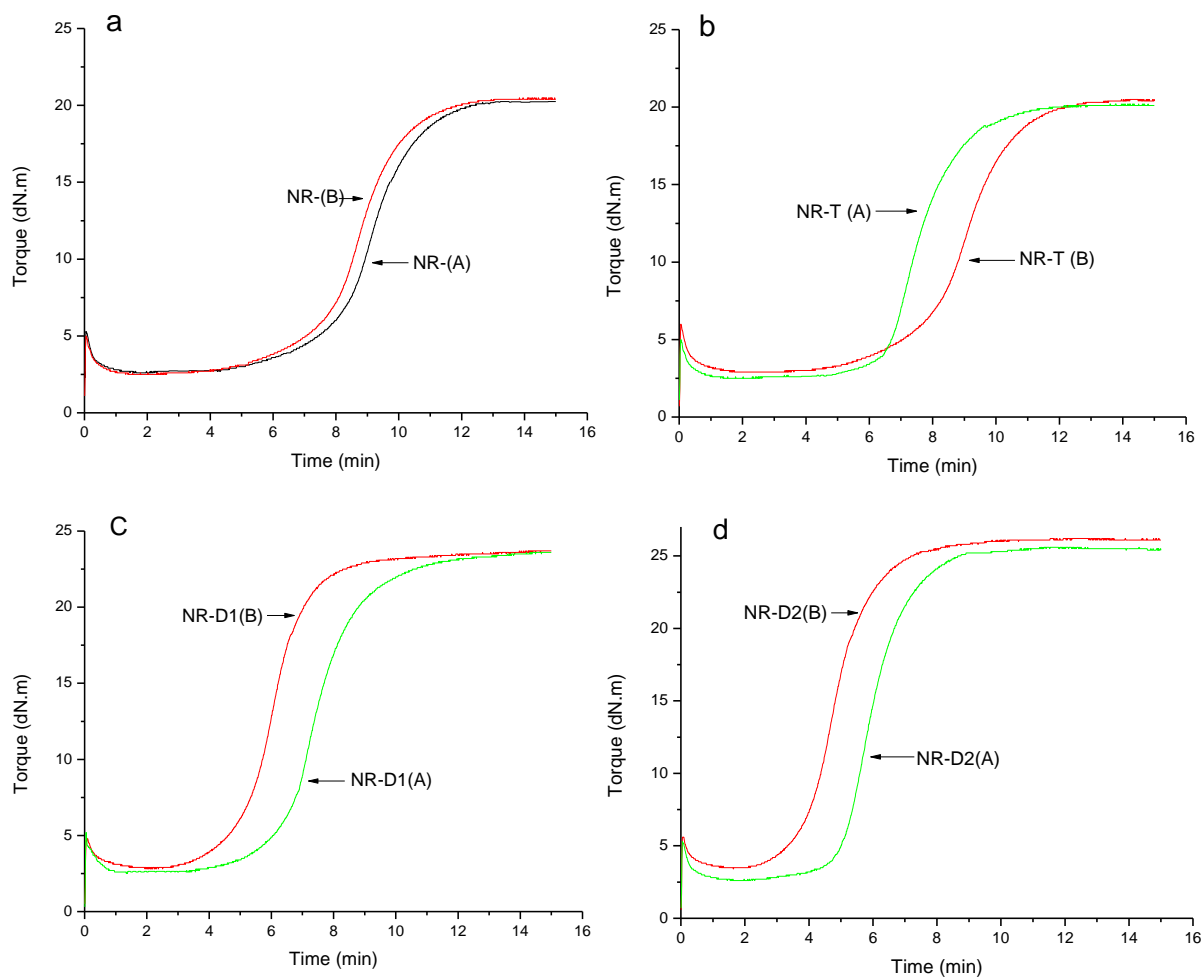 a
25
20
15
10
5
0
Torque (dN.m)
NR-(B)
NR-(A)
0 2 4 6 8 10 12 14 16
Time (min)
b
25
20
15
10
5
0
Torque (dN.m)
NR-T (A)
NR-T (B)
0 2 4 6 8 10 12 14 16
Time (min)
C
25
20
15
10
5
0
Torque (dN.m)
NR-D1(B)
NR-D1(A)
0 2 4 6 8 10 12 14 16
Time (min)
d
25
20
15
10
5
0
Torque (dN.m)
NR-D2(B)
NR-D2(A)
0 2 4 6 8 10 12 14 16
Time (min)